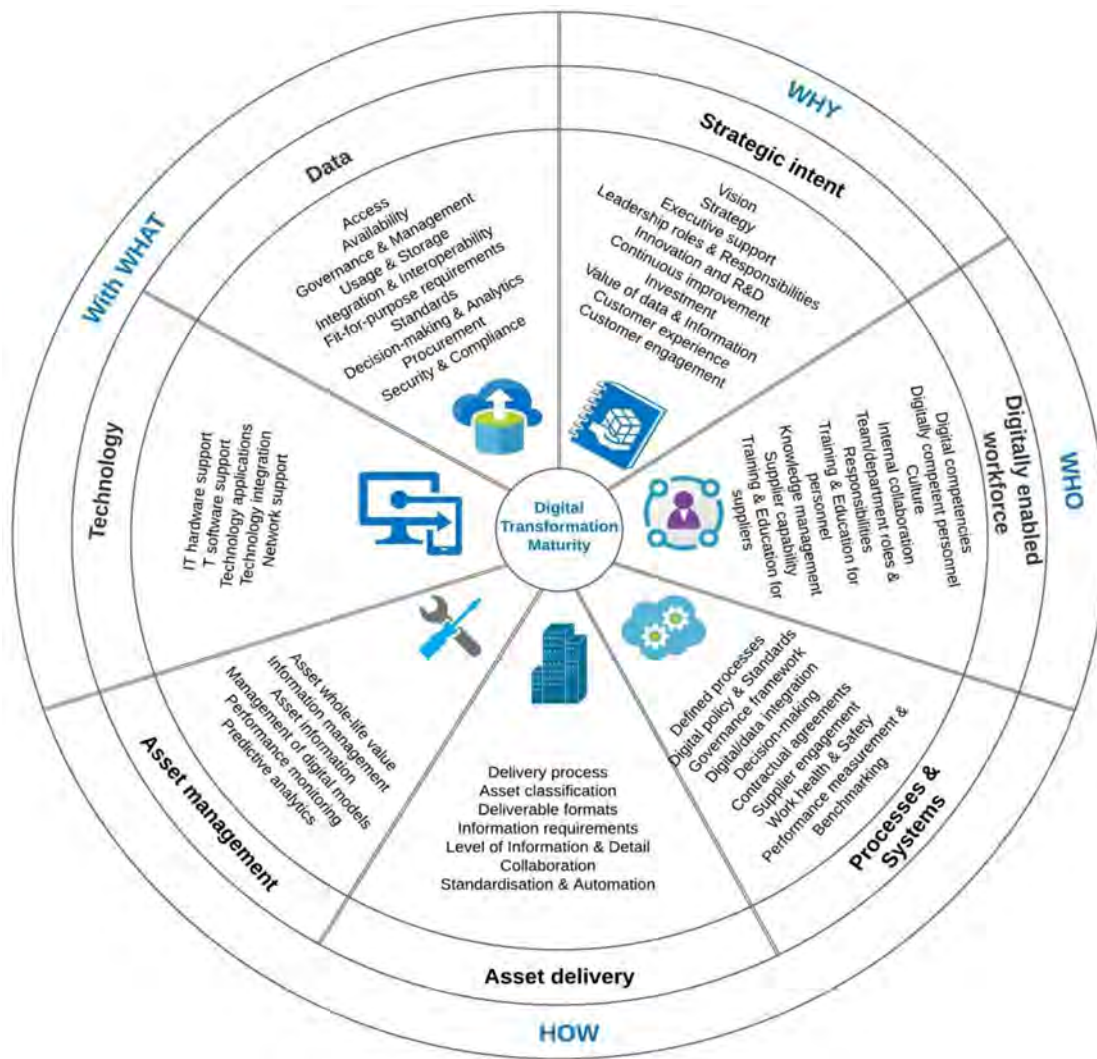 WHY
Strategic intent
Vision
Strategy
Executive support
Leadership roles & Responsibilities
Innovation and R&D
Continuous improvement
Investment
Value of data & Information
Customer experience
Customer engagement
WHO
Digitally enabled
workforce
Digital competencies
Digitally competent personnel
Culture
Internal collaboration
Team/department roles &
Responsibilities
Training & Education for
personnel
Knowledge management
Supplier capability
Training & Education for
suppliers
Processes &
Systems
Defined processes
Digital policy & Standards
Governance framework
Digital/data integration
Decision-making
Contractual agreements
Supplier engagement
Work health & Safety
Performance measurement &
Benchmarking
HOW
Asset delivery
Delivery process
Asset classification
Deliverable formats
Information requirements
Level of Information & Detail
Collaboration
Standardisation & Automation
Asset management
Asset whole-life value
Information management
Asset information
Management of digital models
Performance monitoring
Predictive analytics
With WHAT
Technology
IT hardware support
T software support
Technology applications
Technology integration
Network support
Data
Access
Availability
Governance & Management
Usage & Storage
Integration & Interoperability
Fit-for-purpose requirements
Standards
Decision-making & Analytics
Procurement
Security & Compliance
Digital
Transformation
Maturity